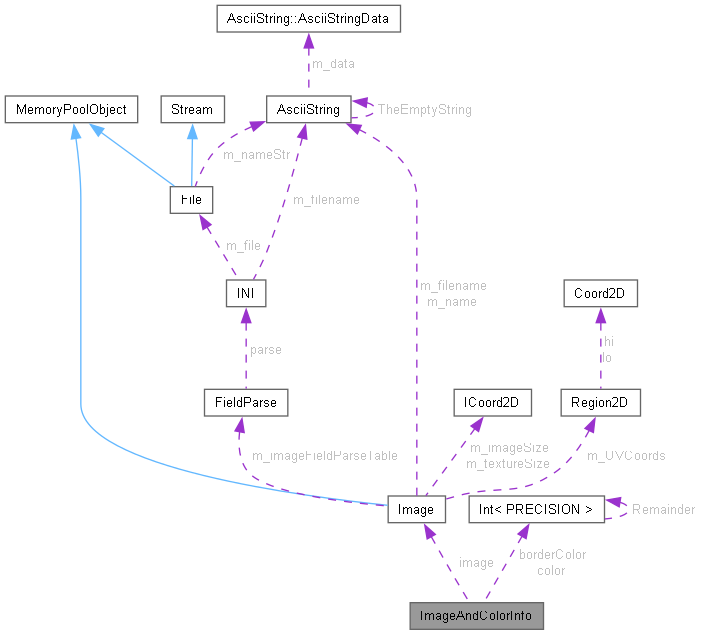 AsciiString::AsciiStringData
m_data
MemoryPoolObject
Stream
AsciiString
TheEmptyString
m_nameStr
File
m_filename
m_file
INI
m_filename
m_name
Coord2D
hi
lo
parse
FieldParse
ICoord2D
Region2D
m_imageFieldParseTable
m_imageSize
m_textureSize
m_UVCoords
Image
Int< PRECISION >
Remainder
image
borderColor
color
ImageAndColorInfo